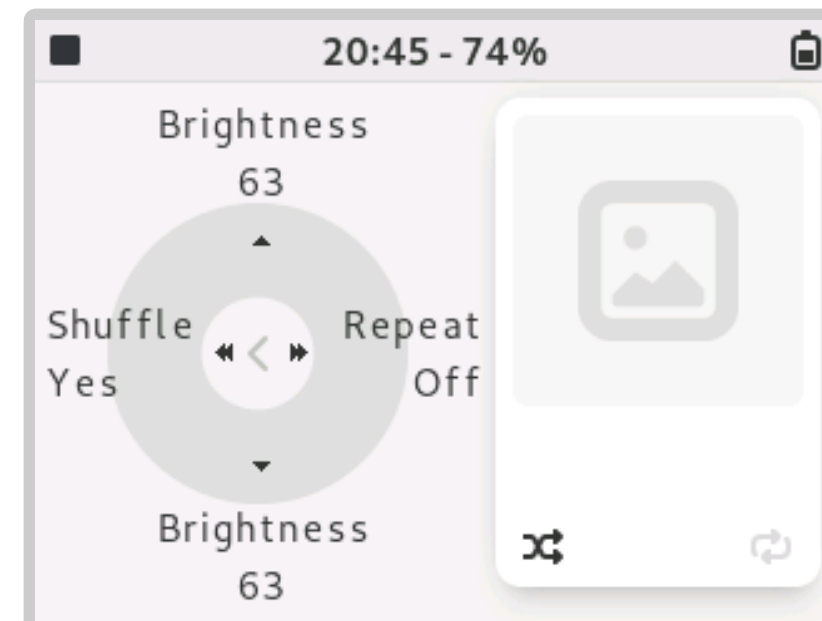 20:45 - 74%
Brightness
63
Shuffle
Yes
Repeat
Off
Brightness
63